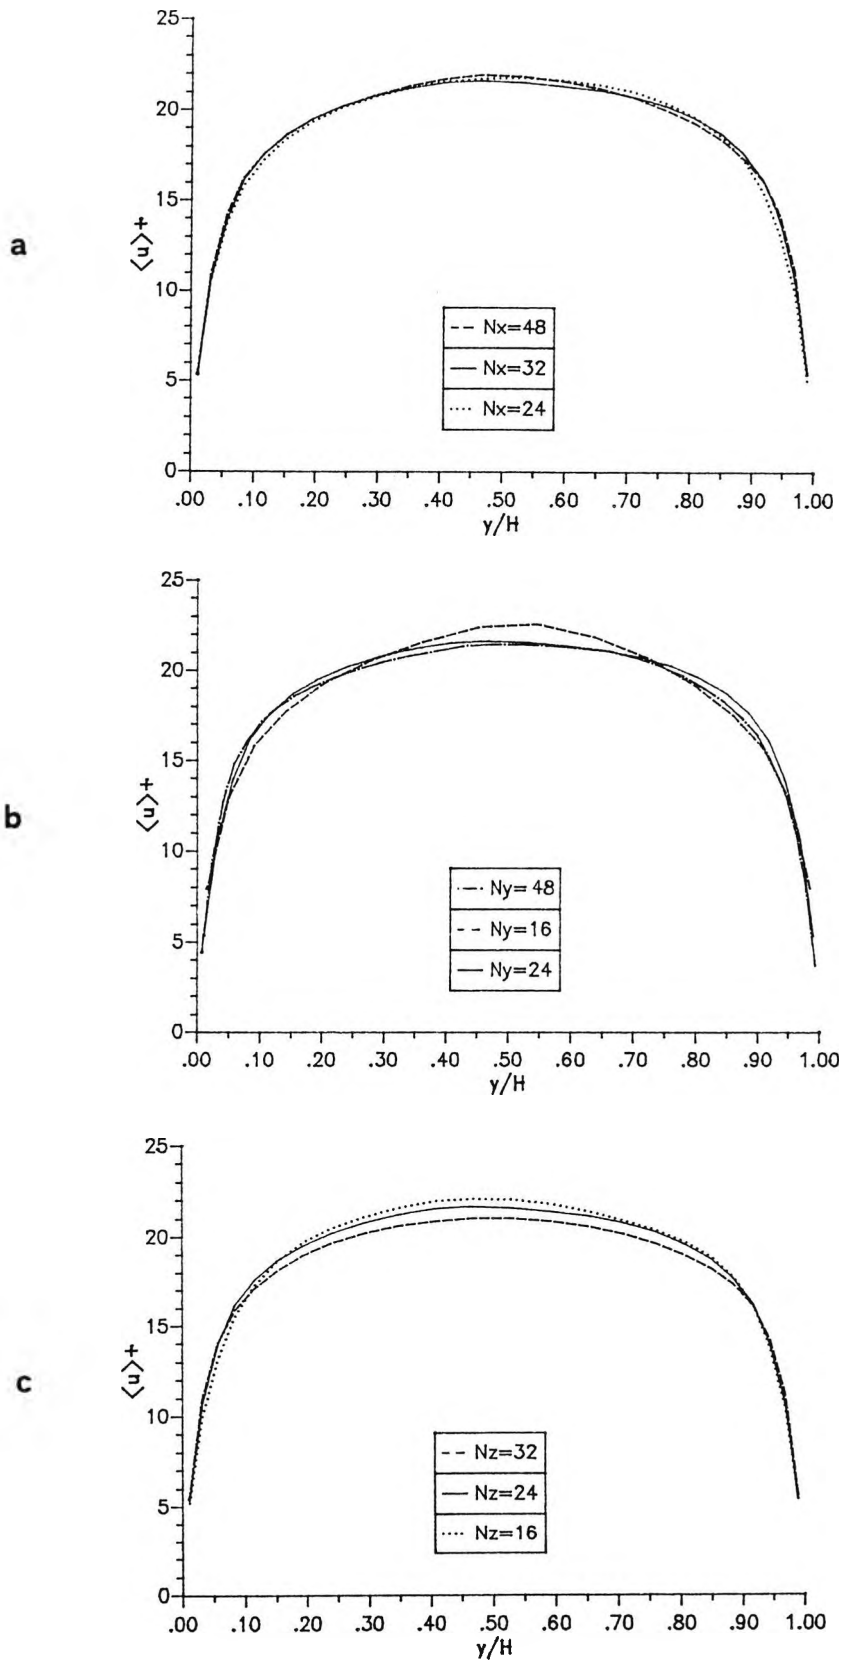 a
25
20
15
10
5
0
<u>+
-- Nx=48
— Nx=32
···· Nx=24
.00 .10 .20 .30 .40 .50 .60 .70 .80 .90 1.00
y/H
b
25
20
15
10
5
0
<u>+
-·- Ny=48
-- Ny=16
— Ny=24
.00 .10 .20 .30 .40 .50 .60 .70 .80 .90 1.00
y/H
c
25
20
15
10
5
0
<u>+
-- Nz=32
— Nz=24
···· Nz=16
.00 .10 .20 .30 .40 .50 .60 .70 .80 .90 1.00
y/H